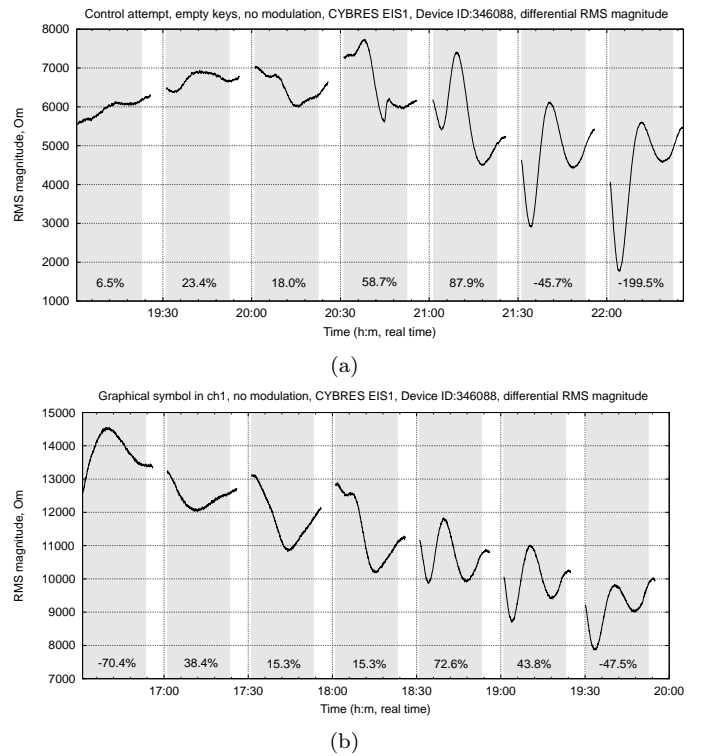 Control attempt, empty keys, no modulation, CYBRES EIS1, Device ID:346088, differential RMS magnitude
8000
7000
6000
5000
4000
3000
2000
1000
RMS magnitude, Om
6.5% 23.4% 18.0% 58.7% 87.9% -45.7% -199.5%
19:30 20:00 20:30 21:00 21:30 22:00
Time (h:m, real time)
(a)
Graphical symbol in ch1, no modulation, CYBRES EIS1, Device ID:346088, differential RMS magnitude
15000
14000
13000
12000
11000
10000
9000
8000
7000
RMS magnitude, Om
-70.4% 38.4% 15.3% 15.3% 72.6% 43.8% -47.5%
17:00 17:30 18:00 18:30 19:00 19:30 20:00
Time (h:m, real time)
(b)